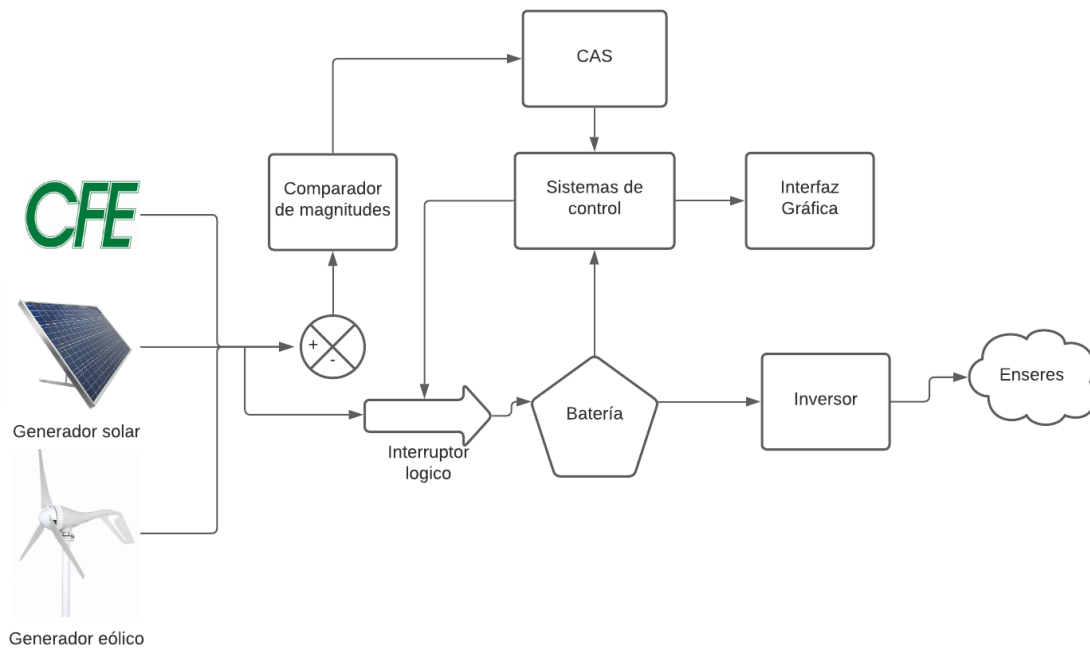 CAS
Comparador
de magnitudes
Sistemas de
control
Interfaz
Gráfica
CFE
+
-
Generador solar
Interruptor
logico
Batería
Inversor
Enseres
Generador eólico